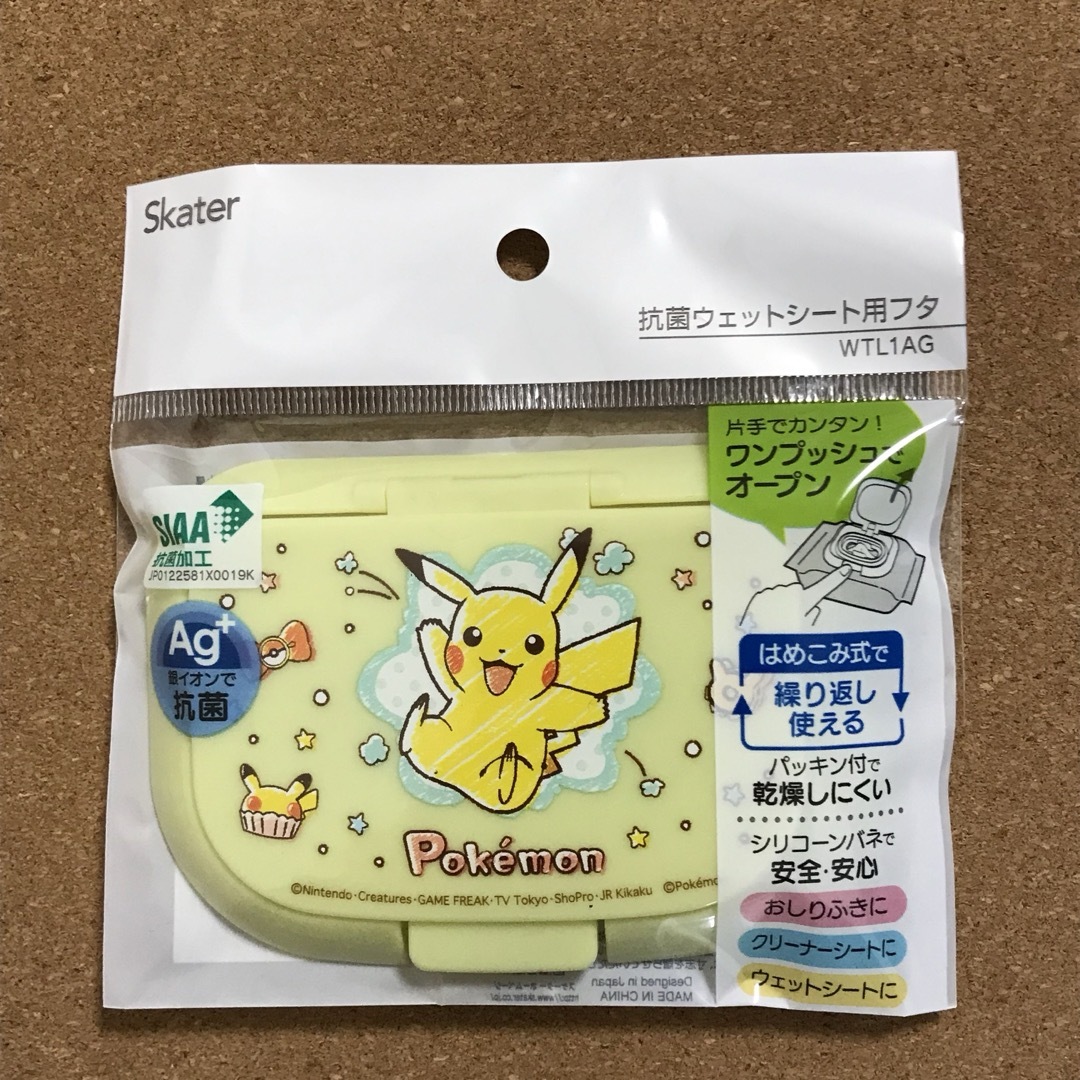 Skater
抗菌ウェットシート用フタ
WTL1AG
片手でカンタン!
ワンプッシュで
オープン
SIAA
抗菌加工
JP0122581X0019K
Ag+
銀イオンで
抗菌
はめこみ式で
繰り返し
使える
パッキン付で
乾燥しにくい
シリコーンバネで
安全・安心
おしりふきに
クリーナーシートに
ウェットシートに
Pokémon
©Nintendo・Creatures・GAME FREAK・TV Tokyo・ShoPro・JR Kikaku ©Pokémo
Designed in Japan
MADE IN CHINA
http://www.skater.co.jp/